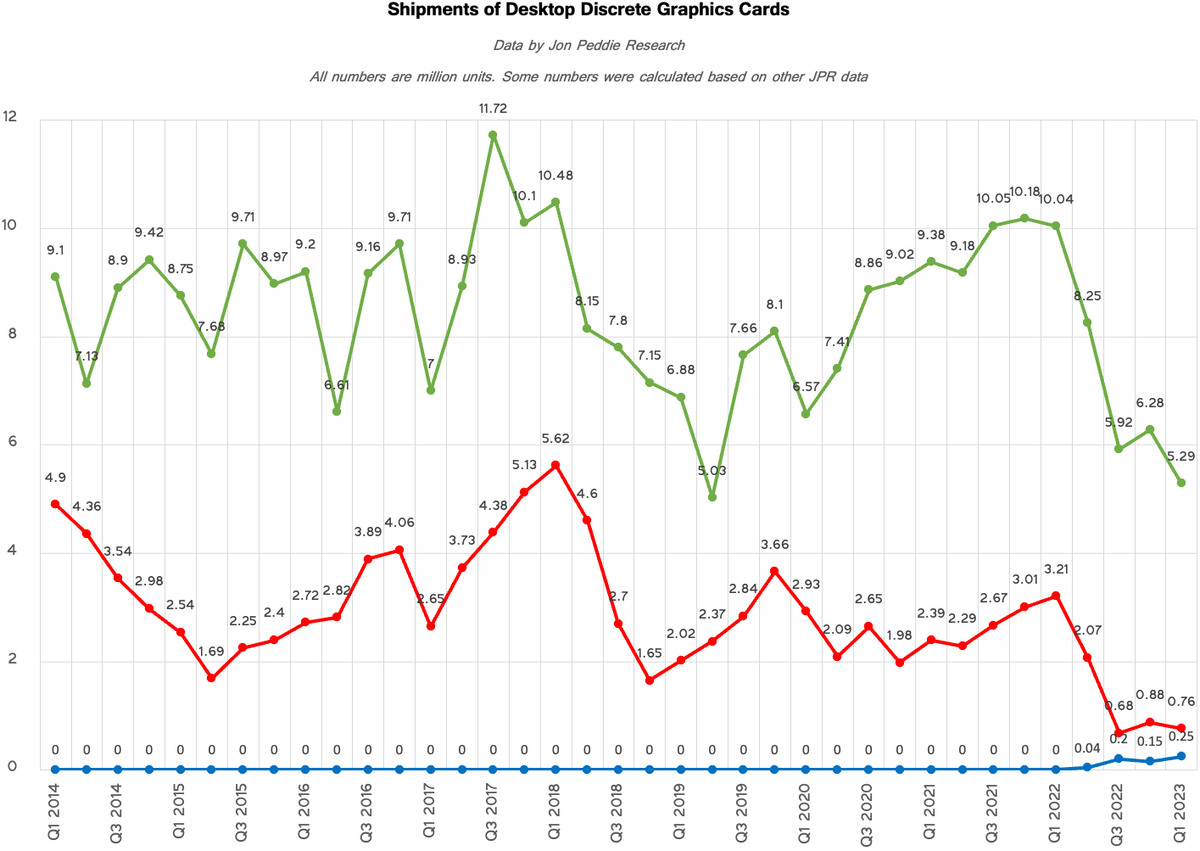 Shipments of Desktop Discrete Graphics Cards
Data by Jon Peddie Research
All numbers are million units. Some numbers were calculated based on other JPR data
12
10
8
6
4
2
0
9.1 7.13 8.9 9.42 8.75 7.68 9.71 8.97 9.2 6.61 9.16 9.71 7 8.93 11.72 10.1 10.48 8.15 7.8 7.15 6.88 5.03 7.66 8.1 6.57 7.41 8.86 9.02 9.38 9.18 10.05 10.18 10.04 8.25 5.92 6.28 5.29
4.9 4.36 3.54 2.98 2.54 1.69 2.25 2.4 2.72 2.82 3.89 4.06 2.65 3.73 4.38 5.13 5.62 4.6 2.7 1.65 2.02 2.37 2.84 3.66 2.93 2.09 2.65 1.98 2.39 2.29 2.67 3.01 3.21 2.07 0.68 0.88 0.76
0 0 0 0 0 0 0 0 0 0 0 0 0 0 0 0 0 0 0 0 0 0 0 0 0 0 0 0 0 0 0 0 0 0.04 0.2 0.15 0.25
Q1 2014 Q3 2014 Q1 2015 Q3 2015 Q1 2016 Q3 2016 Q1 2017 Q3 2017 Q1 2018 Q3 2018 Q1 2019 Q3 2019 Q1 2020 Q3 2020 Q1 2021 Q3 2021 Q1 2022 Q3 2022 Q1 2023